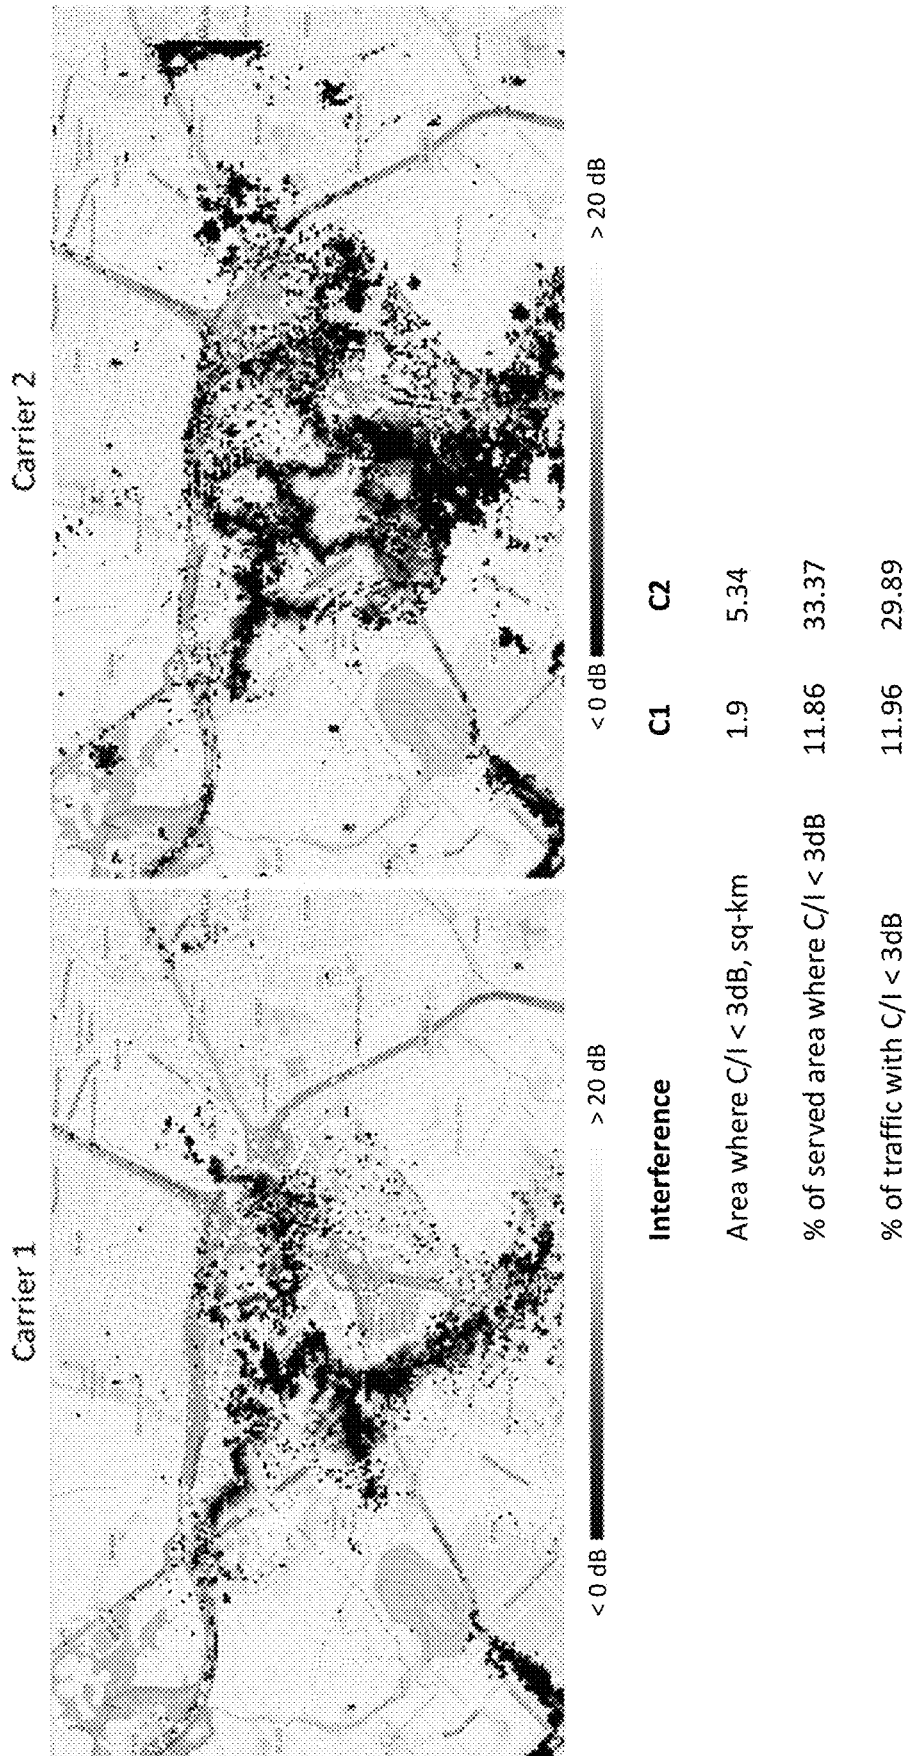 Carrier 1
Carrier 2
< 0 dB > 20 dB
< 0 dB > 20 dB
Interference C1 C2
Area where C/I < 3dB, sq-km 1.9 5.34
% of served area where C/I < 3dB 11.86 33.37
% of traffic with C/I < 3dB 11.96 29.89